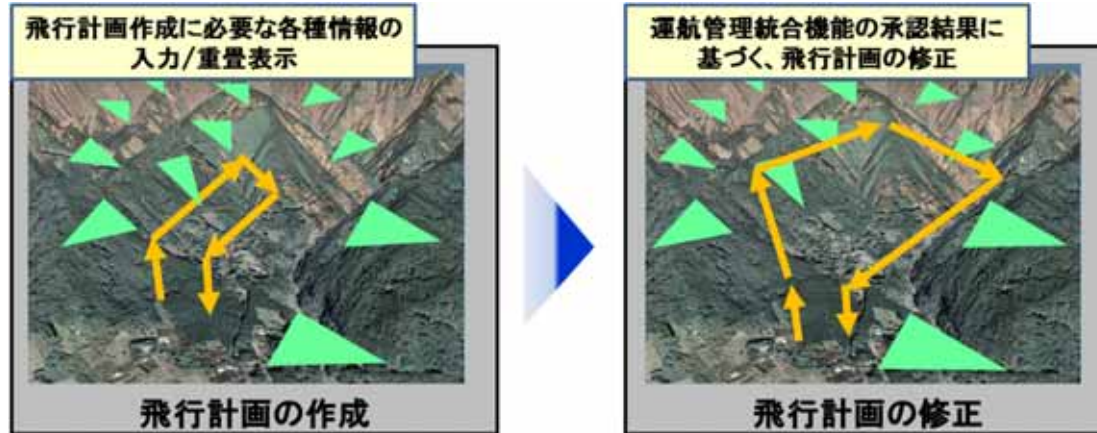 飛行計画作成に必要な各種情報の
入力/重畳表示
飛行計画の作成
運航管理統合機能の承認結果に
基づく、飛行計画の修正
飛行計画の修正